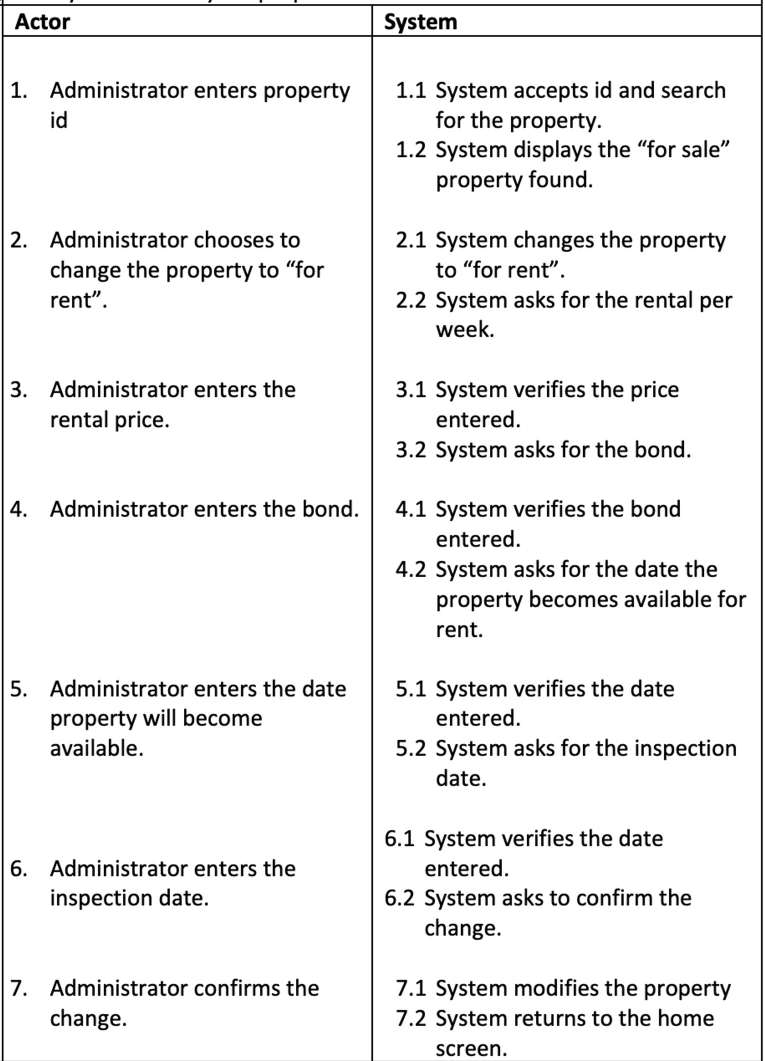 Actor System
1. Administrator enters property
id
1.1 System accepts id and search
for the property.
1.2 System displays the “for sale”
property found.
2. Administrator chooses to
change the property to “for
rent”.
2.1 System changes the property
to “for rent”.
2.2 System asks for the rental per
week.
3. Administrator enters the
rental price.
3.1 System verifies the price
entered.
3.2 System asks for the bond.
4. Administrator enters the bond.
4.1 System verifies the bond
entered.
4.2 System asks for the date the
property becomes available for
rent.
5. Administrator enters the date
property will become
available.
5.1 System verifies the date
entered.
5.2 System asks for the inspection
date.
6. Administrator enters the
inspection date.
6.1 System verifies the date
entered.
6.2 System asks to confirm the
change.
7. Administrator confirms the
change.
7.1 System modifies the property
7.2 System returns to the home
screen.